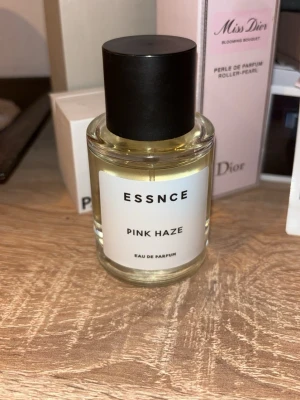 ESSNCE
PINK HAZE
EAU DE PARFUM
Miss Dior
BLOOMING BOUQUET
PERLE DE PARFUM
ROLLER-PEARL
Dior
P